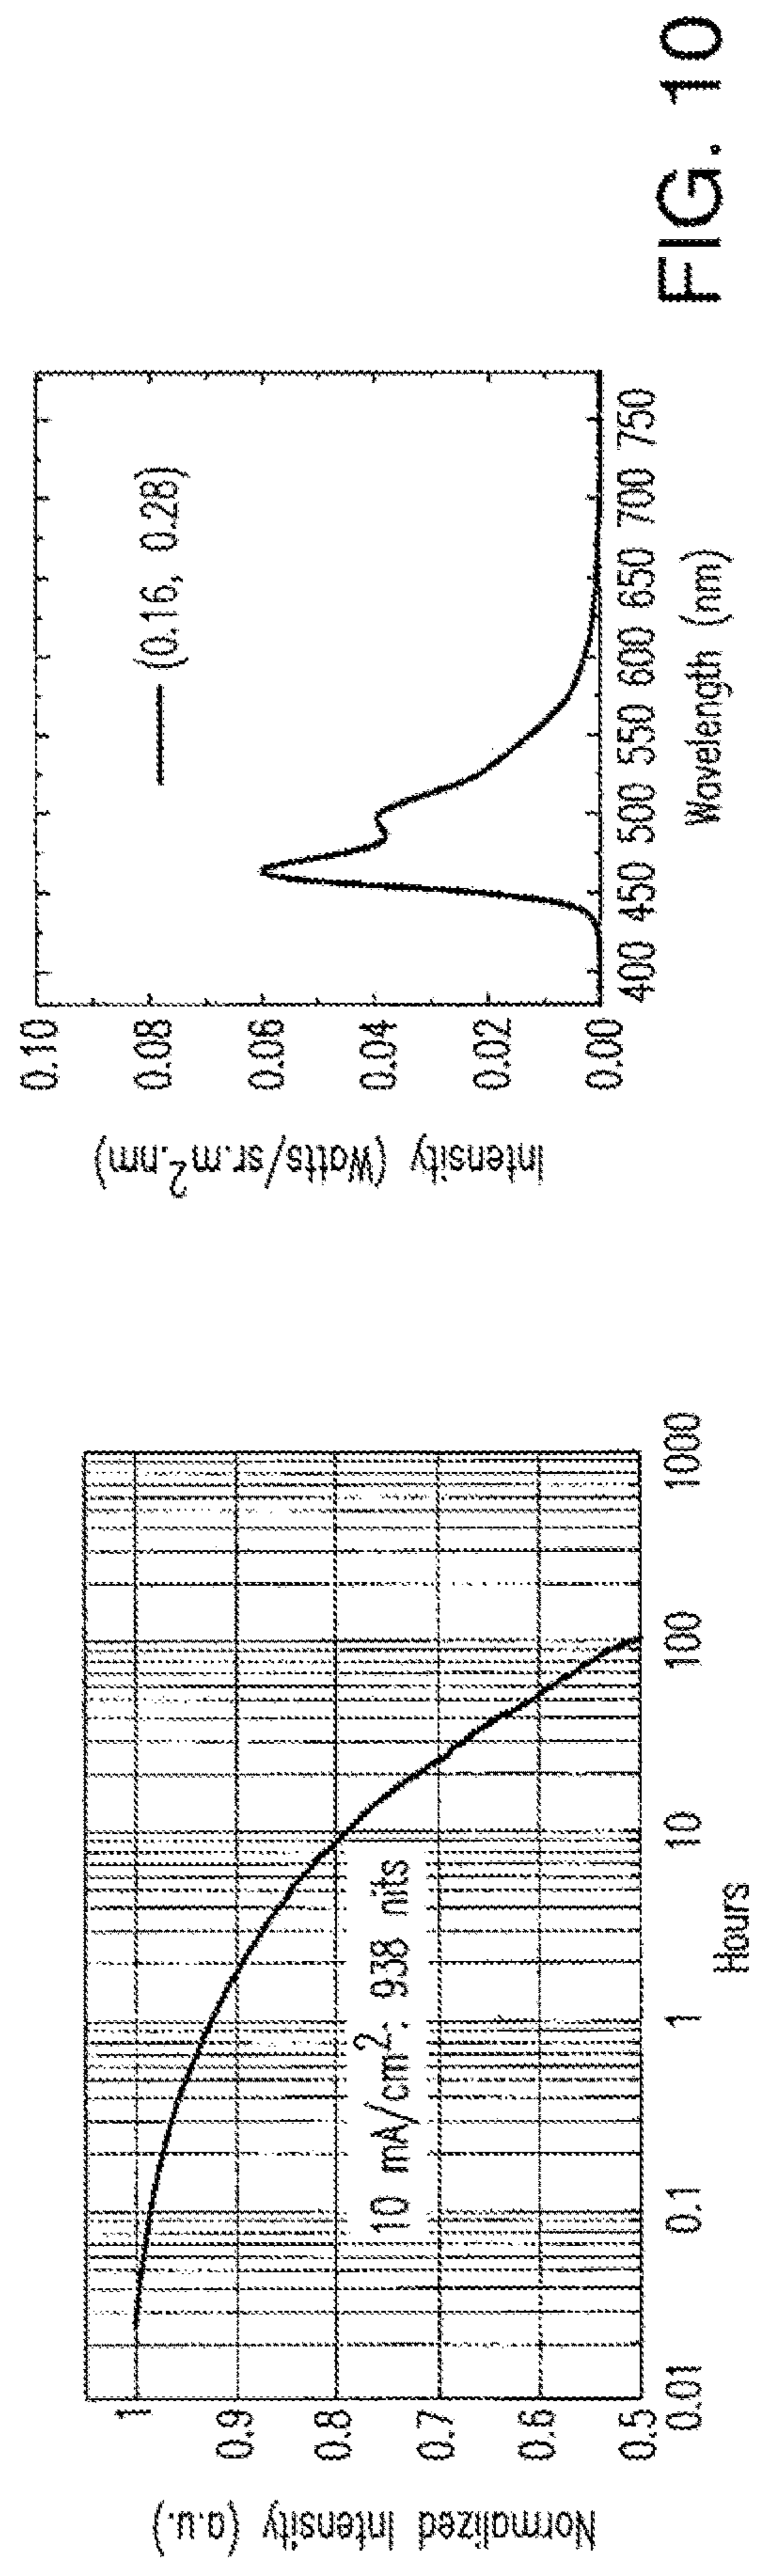 Normalized Intensity (a.u.)
1
0.9
0.8
0.7
0.6
0.5
10 mA/cm²: 938 nits
0.01
0.1
1
10
100
1000
Hours
Intensity (Watts/sr.m².nm)
0.10
0.08
0.06
0.04
0.02
0.00
(0.16, 0.28)
400 450 500 550 600 650 700 750
Wavelength (nm)
FIG. 10